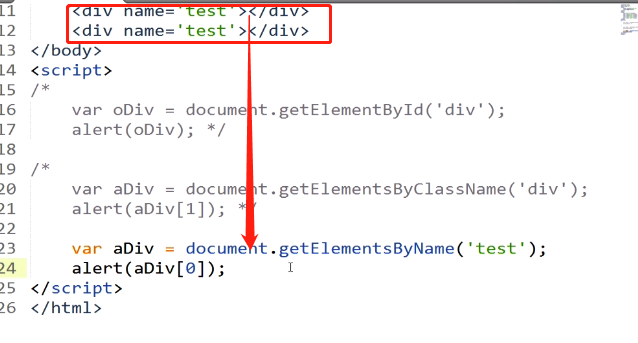 11 <div name='test'></div>
12 <div name='test'></div>
13 </body>
14 <script>
15 /*
16 var oDiv = document.getElementById('div');
17 alert(oDiv); */
18
19 /*
20 var aDiv = document.getElementsByClassName('div');
21 alert(aDiv[1]); */
22
23 var aDiv = document.getElementsByName('test');
24 alert(aDiv[0]);
25 </script>
26 </html>